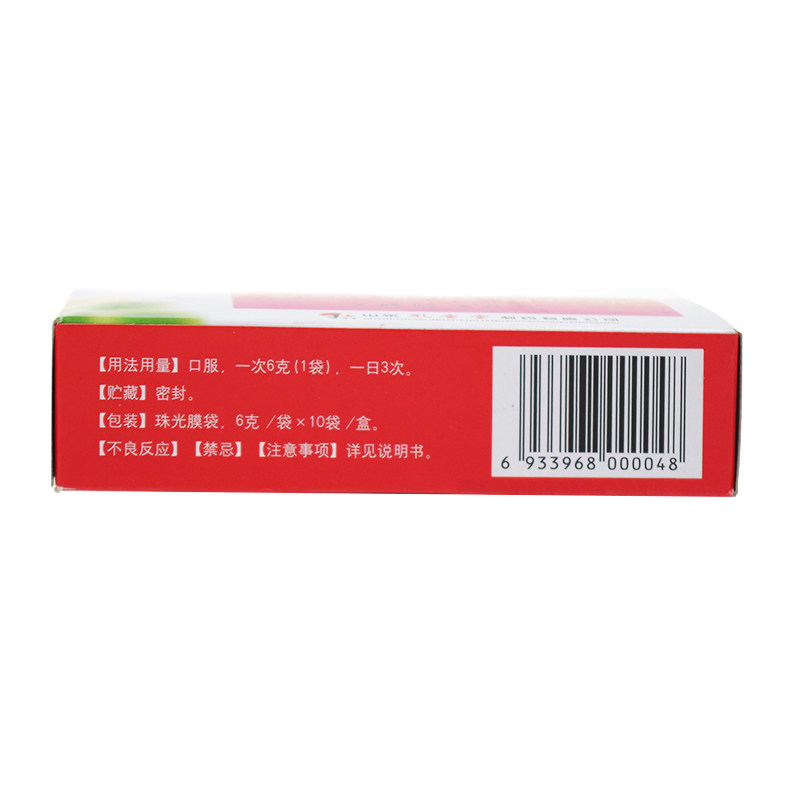 【用法用量】口服，一次6克(1袋)，一日3次。
【贮藏】密封。
【包装】珠光膜袋，6克/袋×10袋/盒。
【不良反应】【禁忌】【注意事项】详见说明书。
6 933968 000048